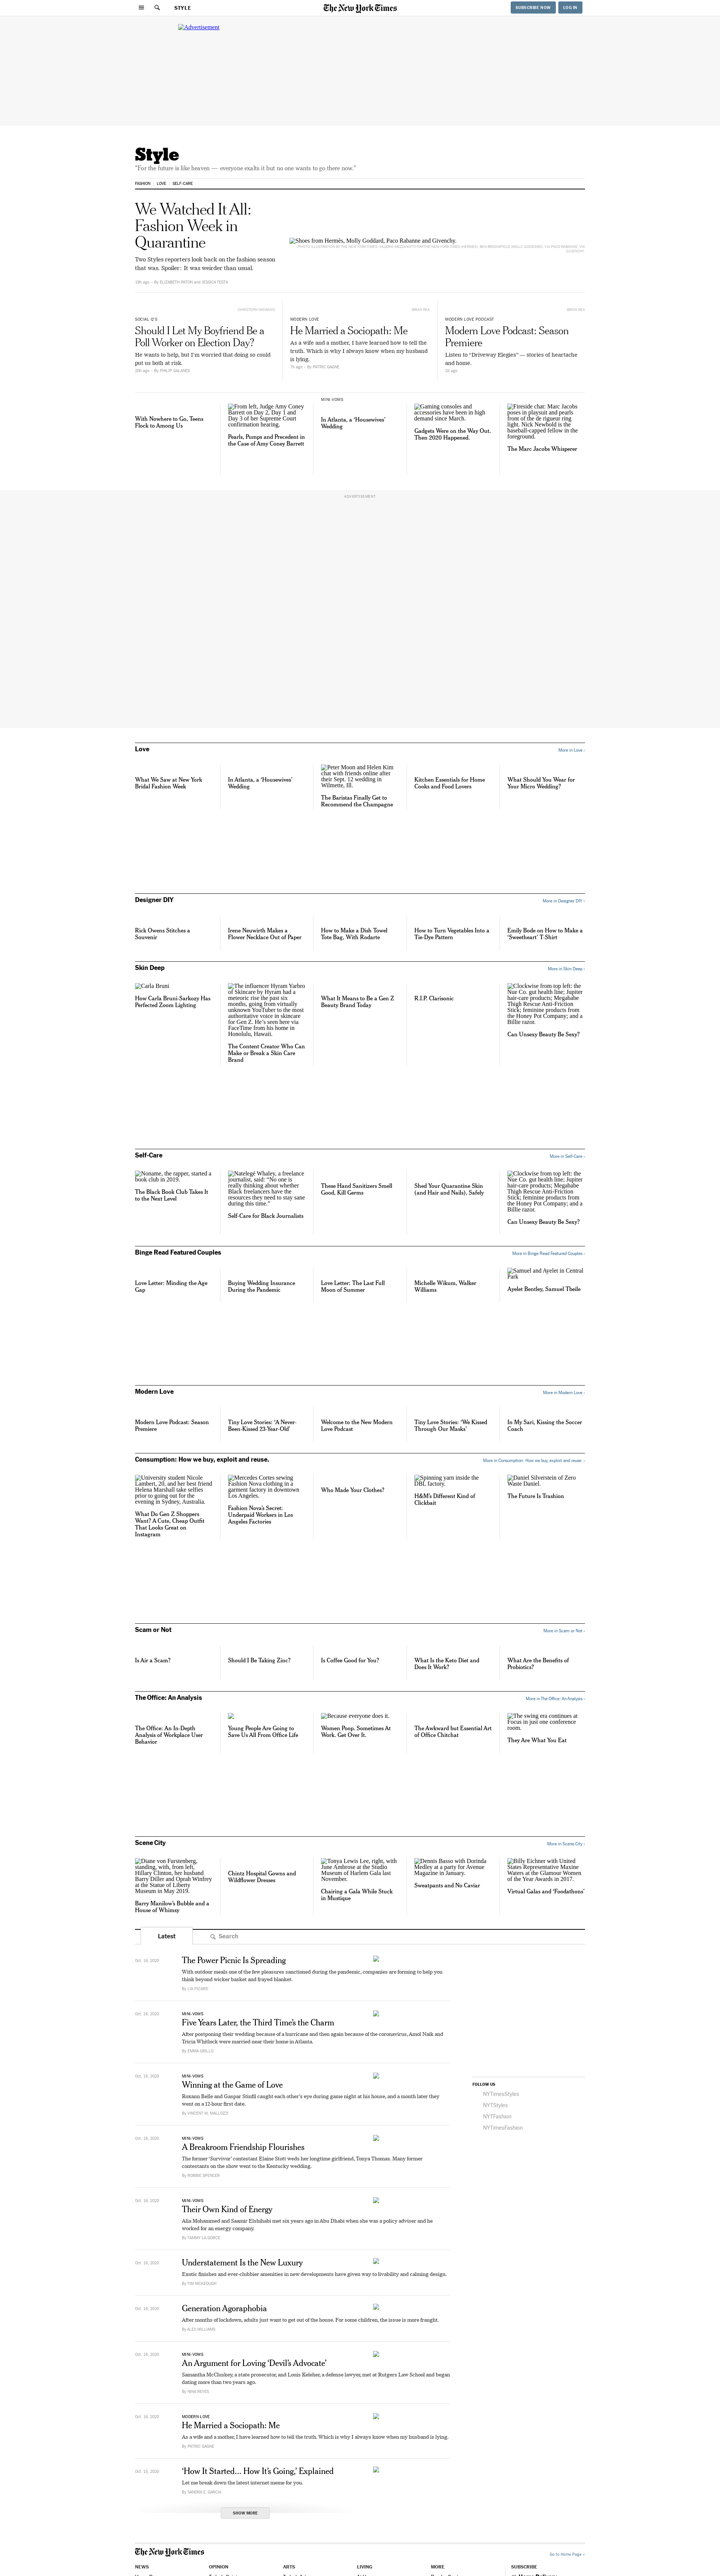 STYLE
The New York Times
SUBSCRIBE NOW
LOG IN
Advertisement
Style
"For the future is like heaven — everyone exalts it but no one wants to go there now."
FASHION
LOVE
SELF-CARE
We Watched It All:
Fashion Week in
Quarantine
Two Styles reporters look back on the fashion season
that was. Spoiler: It was weirder than usual.
By ELIZABETH PATON and JESSICA TESTA
Shoes from Hermès, Molly Goddard, Paco Rabanne and Givenchy.
SOCIAL Q'S
Should I Let My Boyfriend Be a
Poll Worker on Election Day?
He wants to help, but I'm worried that doing so could
put us both at risk.
By PHILIP GALANES
MODERN LOVE
He Married a Sociopath: Me
As a wife and a mother, I have learned how to tell the
truth. Which is why I always know when my husband
is lying.
By PATRIC GAGNE
MODERN LOVE PODCAST
Modern Love Podcast: Season
Premiere
Listen to "Driveway Elegies" — stories of heartache
and home.
With Nowhere to Go, Teens
Flock to Among Us
From left, Judge Amy Coney
Barrett on Day 2, Day 1 and
Day 3 of her Supreme Court
confirmation hearing.
Pearls, Pumps and Precedent in
the Case of Amy Coney Barrett
MINI-VOWS
In Atlanta, a 'Housewives'
Wedding
Gaming consoles and
accessories have been in high
demand since March.
Gadgets Were on the Way Out.
Then 2020 Happened.
Fireside chat: Marc Jacobs
poses in playsuit and pearls
front of the de rigueur ring
light. Nick Newbold is the
baseball-capped fellow in the
foreground.
The Marc Jacobs Whisperer
ADVERTISEMENT
Love
More in Love ›
What We Saw at New York
Bridal Fashion Week
In Atlanta, a 'Housewives'
Wedding
Peter Moon and Helen Kim
chat with friends online after
their Sept. 12 wedding in
Wilmette, Ill.
The Baristas Finally Get to
Recommend the Champagne
Kitchen Essentials for Home
Cooks and Food Lovers
What Should You Wear for
Your Micro Wedding?
Designer DIY
More in Designer DIY ›
Rick Owens Stitches a
Souvenir
Irene Neuwirth Makes a
Flower Necklace Out of Paper
How to Make a Dish Towel
Tote Bag, With Rodarte
How to Turn Vegetables Into a
Tie-Dye Pattern
Emily Bode on How to Make a
'Sweetheart' T-Shirt
Skin Deep
More in Skin Deep ›
Carla Bruni
How Carla Bruni-Sarkozy Has
Perfected Zoom Lighting
The influencer Hyram Yarbro
of Skincare by Hyram had a
meteoric rise the past six
months, going from virtually
unknown YouTuber to the most
authoritative voice in skincare
for Gen Z. He's seen here via
FaceTime from his home in
Honolulu, Hawaii.
The Content Creator Who Can
Make or Break a Skin Care
Brand
What It Means to Be a Gen Z
Beauty Brand Today
R.I.P. Clarisonic
Clockwise from top left: the
Nue Co. gut health line; Jupiter
hair-care products; Megababe
Thigh Rescue Anti-Friction
Stick; feminine products from
the Honey Pot Company; and a
Billie razor.
Can Unsexy Beauty Be Sexy?
Self-Care
More in Self-Care ›
Noname, the rapper, started a
book club in 2019.
The Black Book Club Takes It
to the Next Level
Natelegé Whaley, a freelance
journalist, said: "No one is
really thinking about whether
Black freelancers have the
resources they need to stay sane
during this time."
Self-Care for Black Journalists
These Hand Sanitizers Smell
Good, Kill Germs
Shed Your Quarantine Skin
(and Hair and Nails), Safely
Clockwise from top left: the
Nue Co. gut health line; Jupiter
hair-care products; Megababe
Thigh Rescue Anti-Friction
Stick; feminine products from
the Honey Pot Company; and a
Billie razor.
Can Unsexy Beauty Be Sexy?
Binge Read Featured Couples
More in Binge Read Featured Couples ›
Love Letter: Minding the Age
Gap
Buying Wedding Insurance
During the Pandemic
Love Letter: The Last Full
Moon of Summer
Michelle Wikum, Walker
Williams
Samuel and Ayelet in Central
Park
Ayelet Bentley, Samuel Tbeile
Modern Love
More in Modern Love ›
Modern Love Podcast: Season
Premiere
Tiny Love Stories: 'A Never-
Been-Kissed 23-Year-Old'
Welcome to the New Modern
Love Podcast
Tiny Love Stories: 'We Kissed
Through Our Masks'
In My Sari, Kissing the Soccer
Coach
Consumption: How we buy, exploit and reuse.
More in Consumption: How we buy, exploit and reuse. ›
University student Nicole
Lambert, 20, and her best friend
Helena Marshall take selfies
prior to going out for the
evening in Sydney, Australia.
What Do Gen Z Shoppers
Want? A Cute, Cheap Outfit
That Looks Great on
Instagram
Mercedes Cortes sewing
Fashion Nova clothing in a
garment factory in downtown
Los Angeles.
Fashion Nova's Secret:
Underpaid Workers in Los
Angeles Factories
Who Made Your Clothes?
Spinning yarn inside the
DBL factory.
H&M's Different Kind of
Clickbait
Daniel Silverstein of Zero
Waste Daniel.
The Future Is Trashion
Scam or Not
More in Scam or Not ›
Is Air a Scam?
Should I Be Taking Zinc?
Is Coffee Good for You?
What Is the Keto Diet and
Does It Work?
What Are the Benefits of
Probiotics?
The Office: An Analysis
More in The Office: An Analysis ›
The Office: An In-Depth
Analysis of Workplace User
Behavior
Young People Are Going to
Save Us All From Office Life
Because everyone does it.
Women Poop. Sometimes At
Work. Get Over It.
The Awkward but Essential Art
of Office Chitchat
The swing era continues at
Focus in just one conference
room.
They Are What You Eat
Scene City
More in Scene City ›
Diane von Furstenberg,
standing, with, from left,
Hillary Clinton, her husband
Barry Diller and Oprah Winfrey
at the Statue of Liberty
Museum in May 2019.
Barry Manilow's Bubble and a
House of Whimsy
Chintz Hospital Gowns and
Wildflower Dresses
Tonya Lewis Lee, right, with
June Ambrose at the Studio
Museum of Harlem Gala last
November.
Chairing a Gala While Stuck
in Mustique
Dennis Basso with Dorinda
Medley at a party for Avenue
Magazine in January.
Sweatpants and No Caviar
Billy Eichner with United
States Representative Maxine
Waters at the Glamour Women
of the Year Awards in 2017.
Virtual Galas and 'Foodathons'
Latest
Search
The Power Picnic Is Spreading
With outdoor meals one of the few pleasures sanctioned during the pandemic, companies are forming to help you
think beyond wicker basket and frayed blanket.
By LIA PICARD
MINI-VOWS
Five Years Later, the Third Time's the Charm
After postponing their wedding because of a hurricane and then again because of the coronavirus, Amol Naik and
Tricia Whitlock were married near their home in Atlanta.
By EMMA GRILLO
MINI-VOWS
Winning at the Game of Love
Roxann Belle and Gaspar Stinfil caught each other's eye during game night at his house, and a month later they
went on a 12-hour first date.
By VINCENT M. MALLOZZI
MINI-VOWS
A Breakroom Friendship Flourishes
The former 'Survivor' contestant Elaine Stott weds her longtime girlfriend, Tonya Thomas. Many former
contestants on the show went to the Kentucky wedding.
By ROBBIE SPENCER
MINI-VOWS
Their Own Kind of Energy
Alia Mohammed and Saamir Elshihabi met six years ago in Abu Dhabi when she was a policy adviser and he
worked for an energy company.
By TAMMY LA GORCE
Understatement Is the New Luxury
Exotic finishes and ever-clubbier amenities in new developments have given way to livability and calming design.
By TIM McKEOUGH
Generation Agoraphobia
After months of lockdown, adults just want to get out of the house. For some children, the issue is more fraught.
By ALEX WILLIAMS
MINI-VOWS
An Argument for Loving 'Devil's Advocate'
Samantha McCluskey, a state prosecutor, and Louis Keleher, a defense lawyer, met at Rutgers Law School and began
dating more than two years ago.
By NINA REYES
MODERN LOVE
He Married a Sociopath: Me
As a wife and a mother, I have learned how to tell the truth. Which is why I always know when my husband is lying.
By PATRIC GAGNE
'How It Started... How It's Going,' Explained
Let me break down the latest internet meme for you.
By SANDRA E. GARCIA
SHOW MORE
FOLLOW US
NYTimesStyles
NYTStyles
NYTFashion
NYTimesFashion
The New York Times
Go to Home Page »
NEWS
OPINION
ARTS
LIVING
MORE
SUBSCRIBE